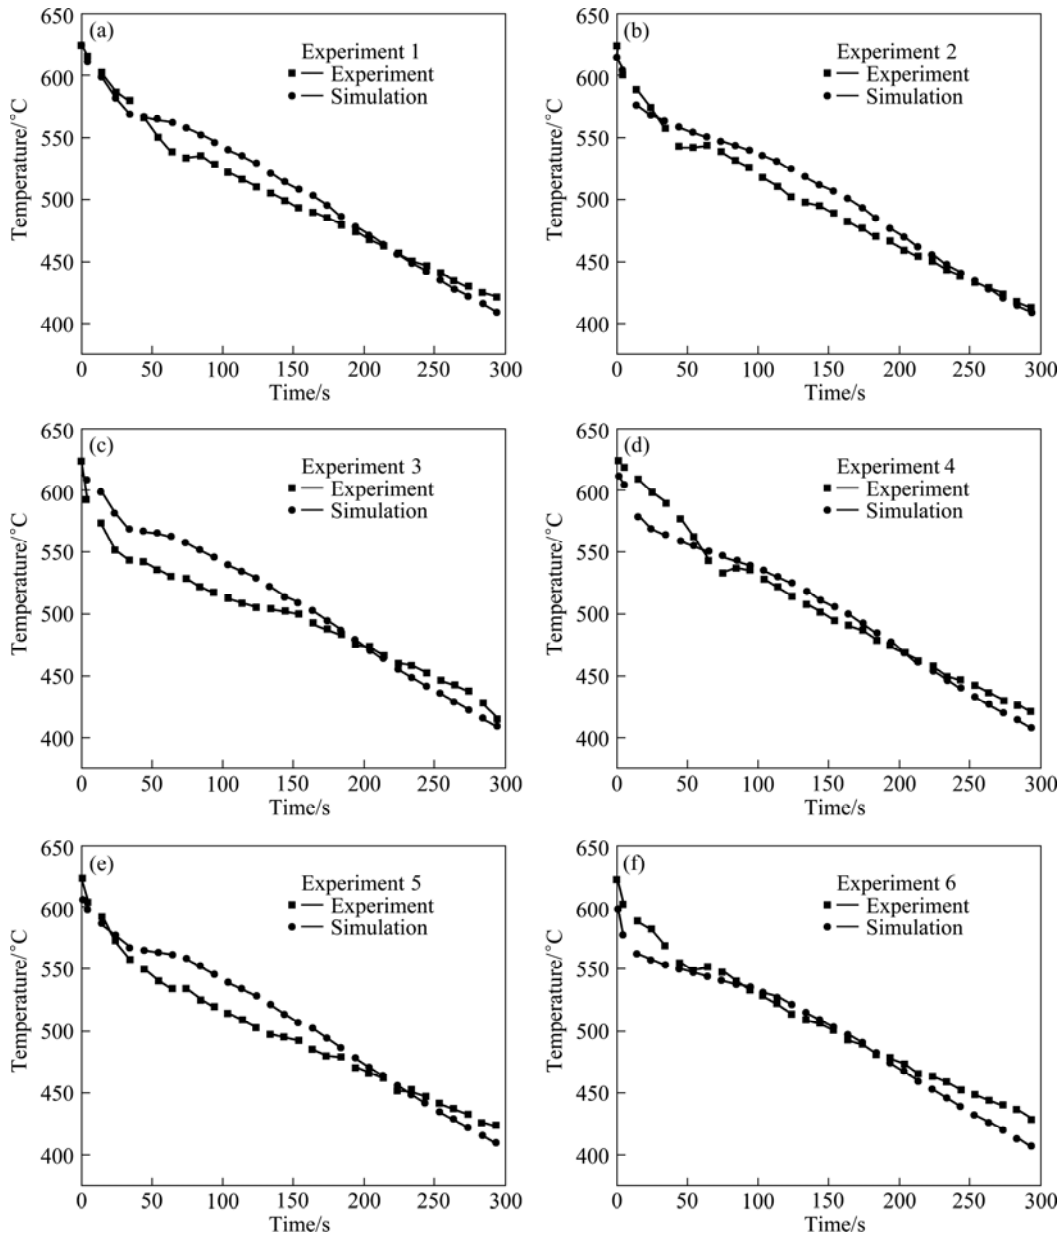 650
(a)
Experiment 1
Experiment
Simulation
600
550
500
450
400
Temperature/°C
0 50 100 150 200 250 300
Time/s
650
(b)
Experiment 2
Experiment
Simulation
600
550
500
450
400
Temperature/°C
0 50 100 150 200 250 300
Time/s
650
(c)
Experiment 3
Experiment
Simulation
600
550
500
450
400
Temperature/°C
0 50 100 150 200 250 300
Time/s
650
(d)
Experiment 4
Experiment
Simulation
600
550
500
450
400
Temperature/°C
0 50 100 150 200 250 300
Time/s
650
(e)
Experiment 5
Experiment
Simulation
600
550
500
450
400
Temperature/°C
0 50 100 150 200 250 300
Time/s
650
(f)
Experiment 6
Experiment
Simulation
600
550
500
450
400
Temperature/°C
0 50 100 150 200 250 300
Time/s